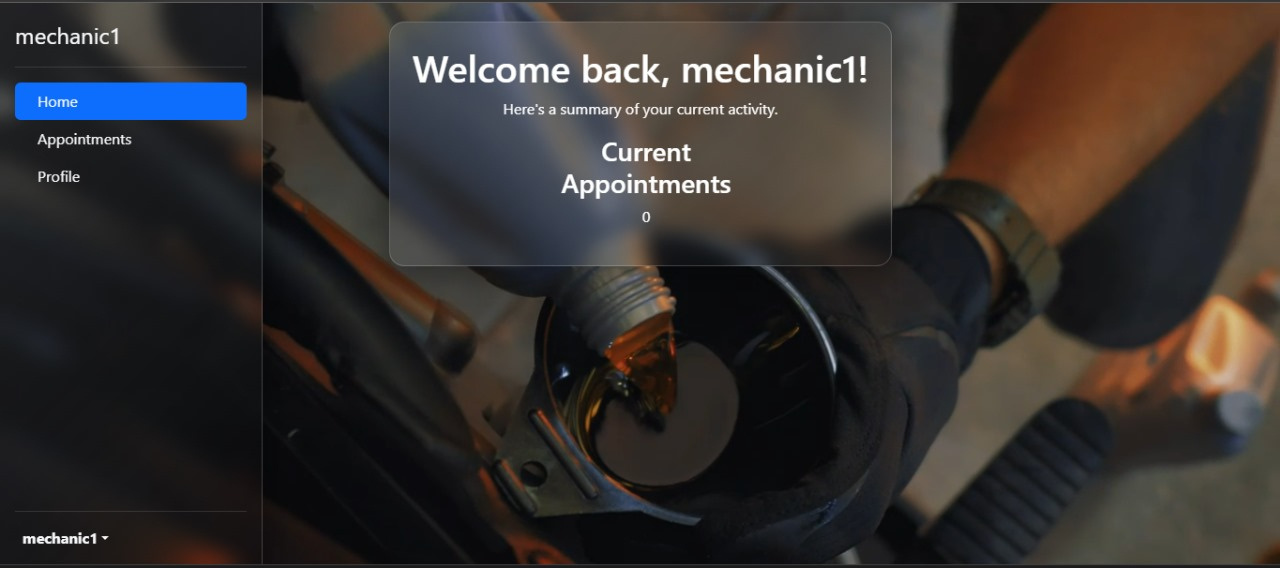 mechanic1
Home
Appointments
Profile
mechanic1
Welcome back, mechanic1!
Here's a summary of your current activity.
Current
Appointments
0